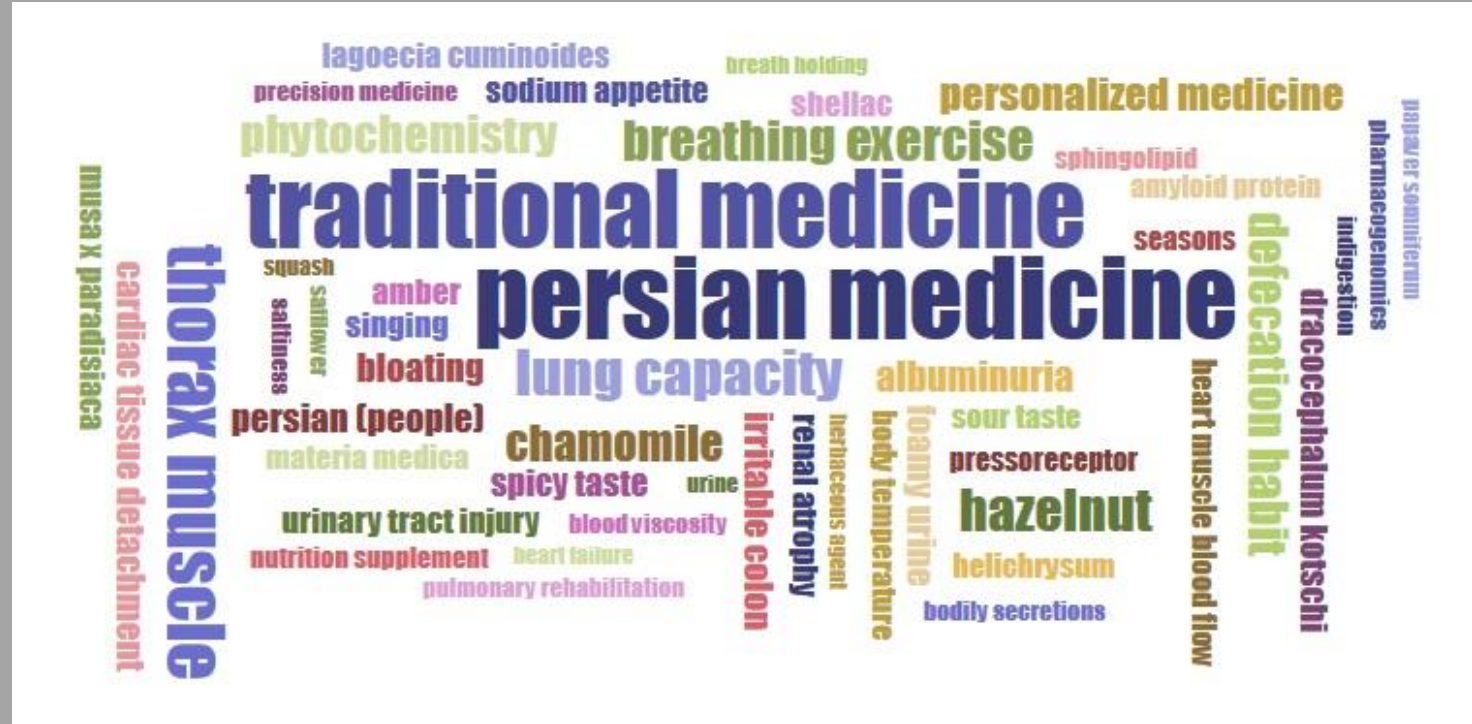 lagoecia cuminoides
breath holding
precision medicine
sodium appetite
shellac
personalized medicine
phytochemistry
breathing exercise
sphingolipid
amyloid protein
papaver somniferum
pharmacogenomics
musa x paradisiaca
traditional medicine
seasons
defecation habit
indigestion
thorax muscle
cardiac tissue detachment
squash
safflower
saltiness
amber
singing
persian medicine
dracocephalum kotschi
bloating
lung capacity
albuminuria
heart muscle blood flow
persian (people)
chamomile
irritable colon
renal atrophy
herbaceous agent
body temperature
foamy urine
sour taste
materia medica
spicy taste
urine
pressoreceptor
hazelnut
urinary tract injury
blood viscosity
nutrition supplement
heart failure
helichrysum
pulmonary rehabilitation
bodily secretions